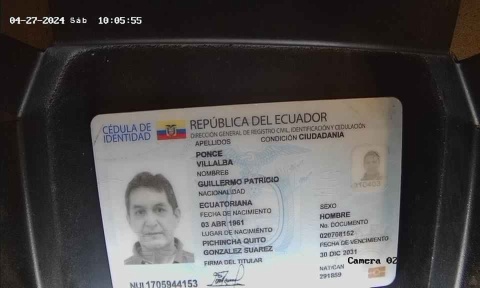 04-27-2024 Sáb 10:05:55
CÉDULA DE
IDENTIDAD
REPÚBLICA DEL ECUADOR
DIRECCIÓN GENERAL DE REGISTRO CIVIL, IDENTIFICACIÓN Y CEDULACIÓN
APELLIDOS
CONDICIÓN CIUDADANIA
PONCE
VILLALBA
NOMBRES
GUILLERMO PATRICIO
NACIONALIDAD
ECUATORIANA
FECHA DE NACIMIENTO
03 ABR 1961
LUGAR DE NACIMIENTO
PICHINCHA QUITO
GONZALEZ SUAREZ
FIRMA DEL TITULAR
SEXO
HOMBRE
No. DOCUMENTO
020708152
FECHA DE VENCIMIENTO
30 DIC 2031
NAT/CAN
291859
NUI.1705944153
Camera 02